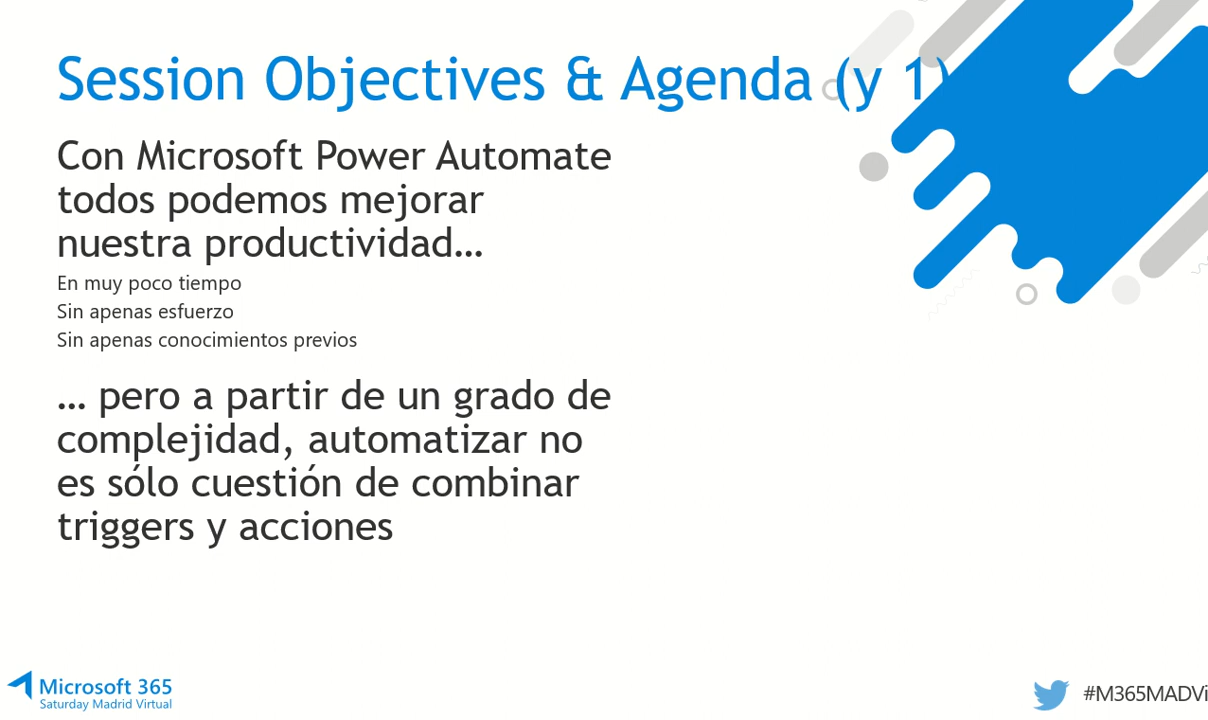 Session Objectives & Agenda (y 1)
Con Microsoft Power Automate
todos podemos mejorar
nuestra productividad...
En muy poco tiempo
Sin apenas esfuerzo
Sin apenas conocimientos previos
... pero a partir de un grado de
complejidad, automatizar no
es sólo cuestión de combinar
triggers y acciones
Microsoft 365
Saturday Madrid Virtual
#M365MADVi